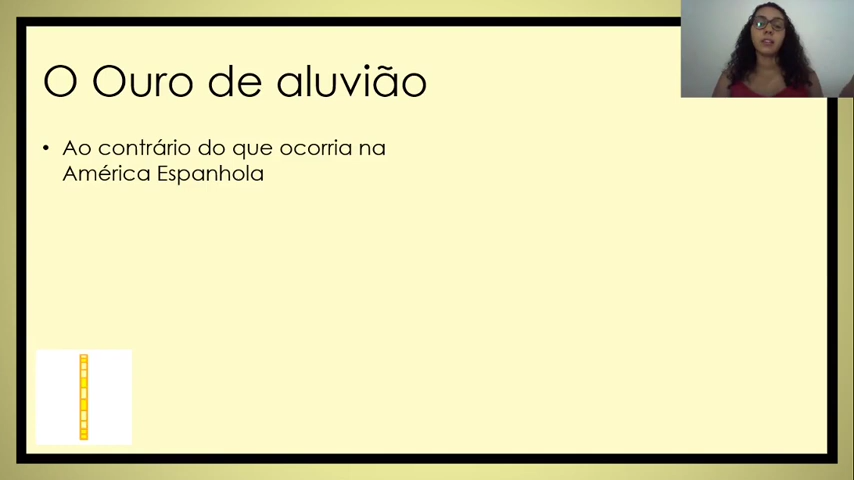 O Ouro de aluvião
• Ao contrário do que ocorria na
América Espanhola